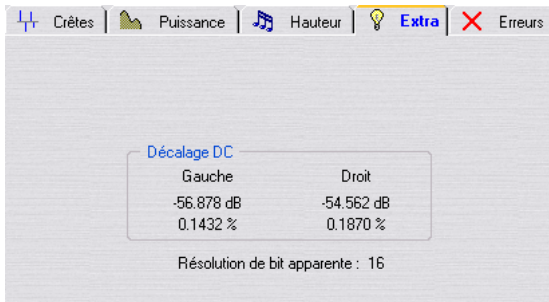 Crêtes Puissance Hauteur Extra Erreurs
Décalage DC
Gauche Droit
-56.878 dB -54.562 dB
0.1432 % 0.1870 %
Résolution de bit apparente : 16